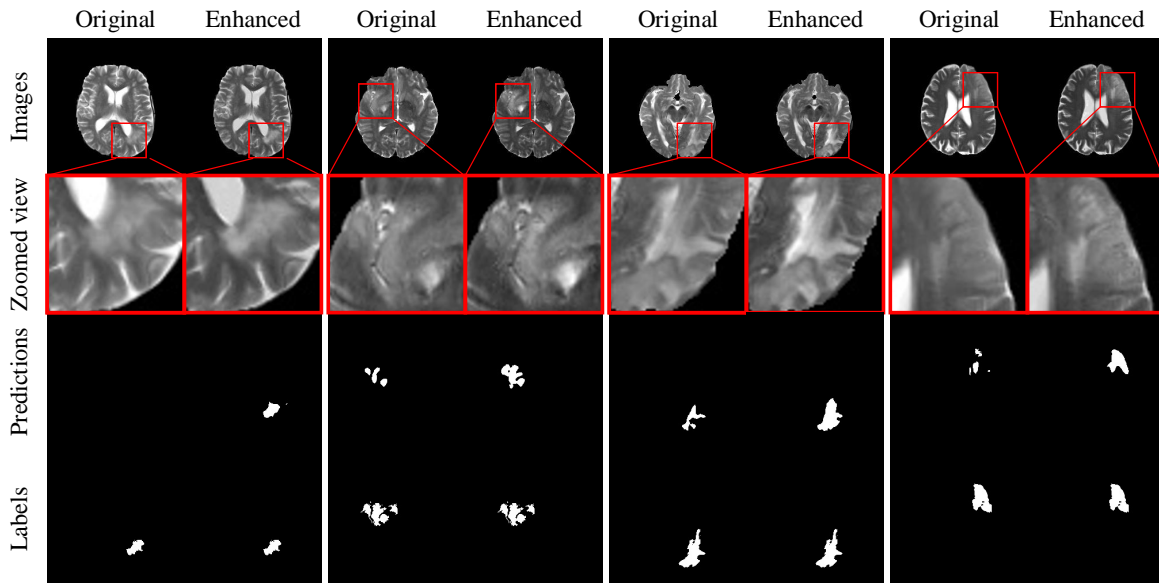 Original Enhanced Original Enhanced Original Enhanced Original Enhanced
Images
Zoomed view
Predictions
Labels